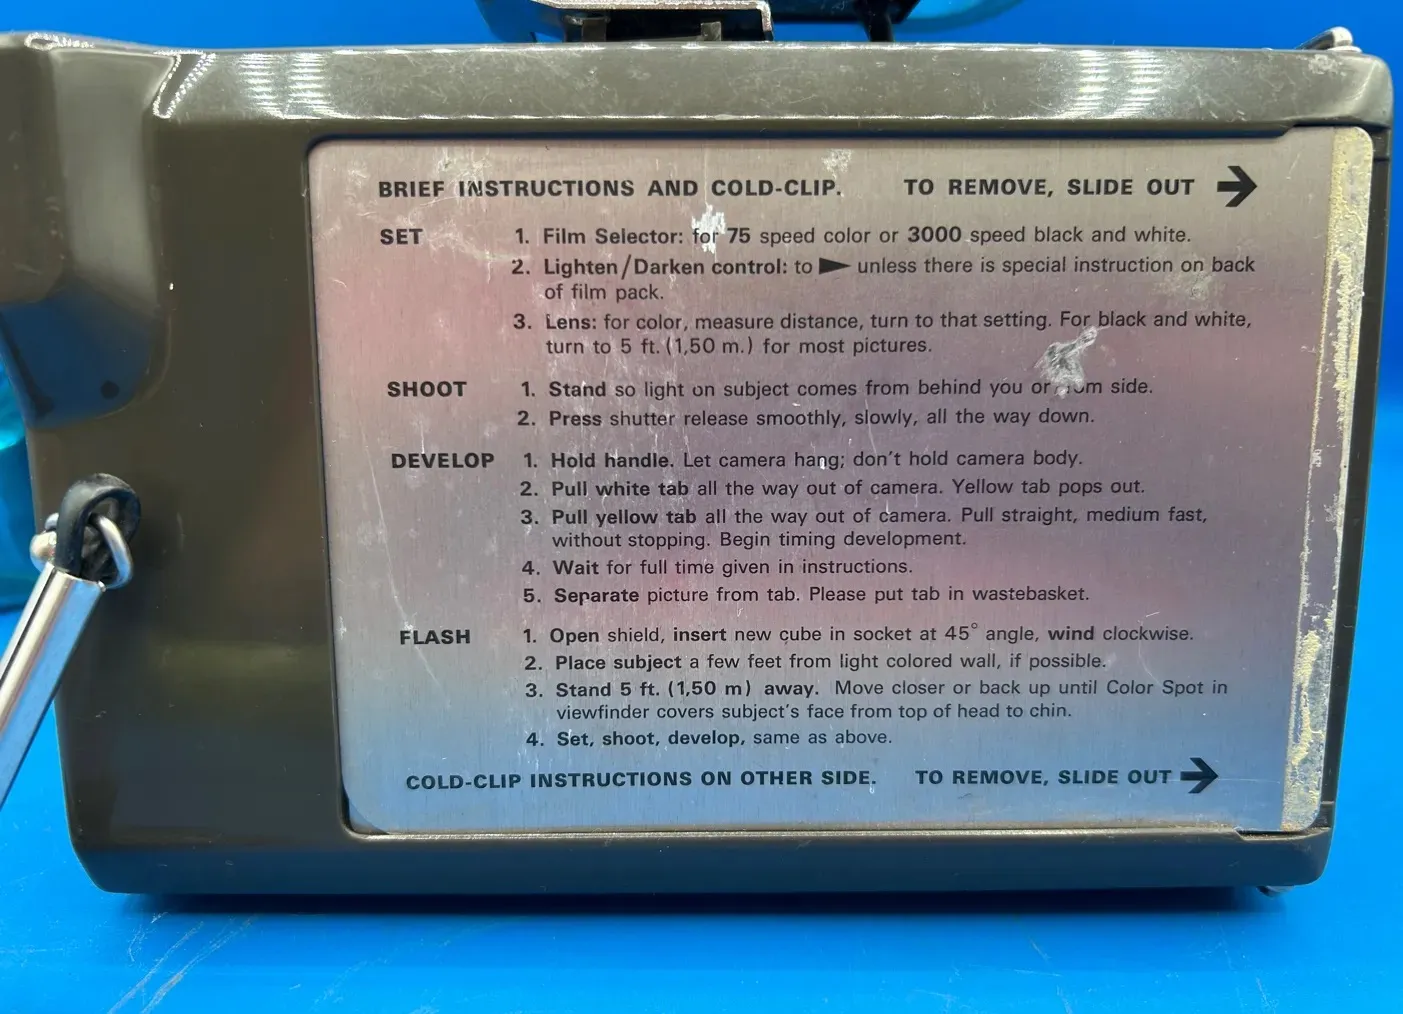 BRIEF INSTRUCTIONS AND COLD-CLIP. TO REMOVE, SLIDE OUT →
SET 1. Film Selector: for 75 speed color or 3000 speed black and white.
2. Lighten/Darken control: to ► unless there is special instruction on back
of film pack.
3. Lens: for color, measure distance, turn to that setting. For black and white,
turn to 5 ft. (1,50 m.) for most pictures.
SHOOT 1. Stand so light on subject comes from behind you or from side.
2. Press shutter release smoothly, slowly, all the way down.
DEVELOP 1. Hold handle. Let camera hang; don't hold camera body.
2. Pull white tab all the way out of camera. Yellow tab pops out.
3. Pull yellow tab all the way out of camera. Pull straight, medium fast,
without stopping. Begin timing development.
4. Wait for full time given in instructions.
5. Separate picture from tab. Please put tab in wastebasket.
FLASH 1. Open shield, insert new cube in socket at 45° angle, wind clockwise.
2. Place subject a few feet from light colored wall, if possible.
3. Stand 5 ft. (1,50 m) away. Move closer or back up until Color Spot in
viewfinder covers subject's face from top of head to chin.
4. Set, shoot, develop, same as above.
COLD-CLIP INSTRUCTIONS ON OTHER SIDE. TO REMOVE, SLIDE OUT →